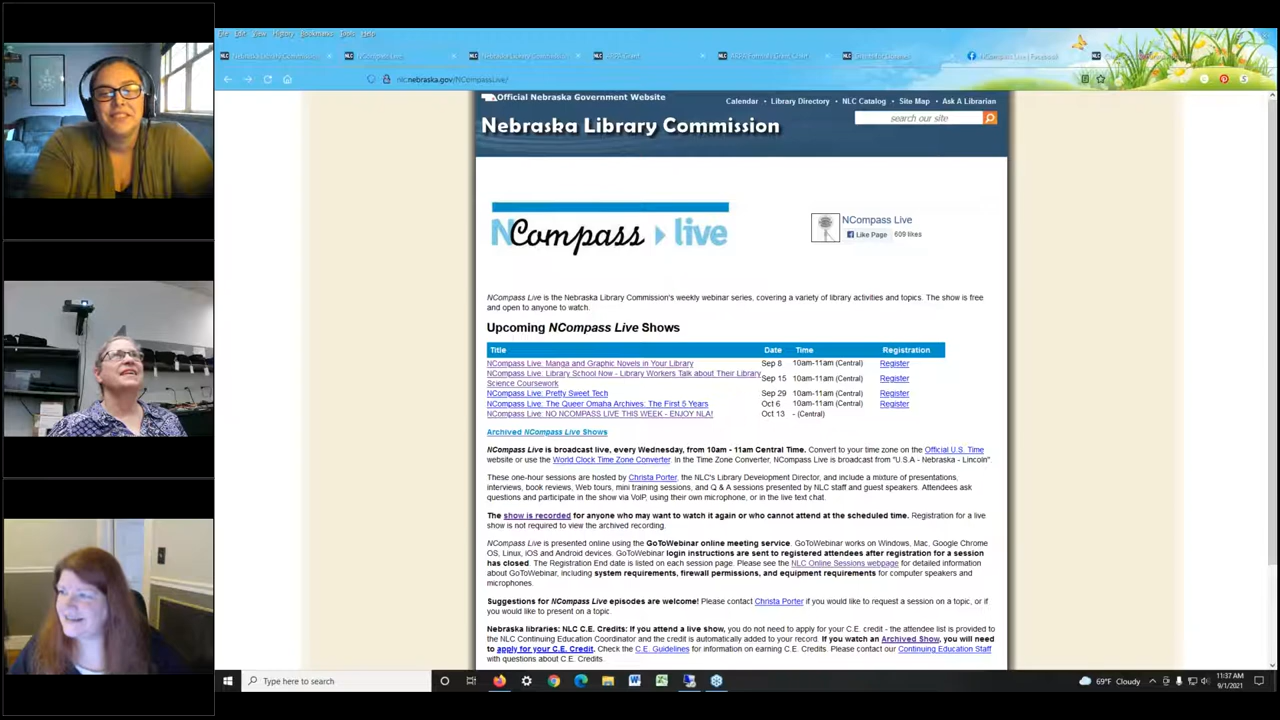 File Edit View History Bookmarks Tools Help
nlc.nebraska.gov/NCompassLive/
Official Nebraska Government Website
Calendar • Library Directory • NLC Catalog • Site Map • Ask A Librarian
Nebraska Library Commission
search our site
NCompass live
NCompass Live
Like Page 609 likes
NCompass Live is the Nebraska Library Commission's weekly webinar series, covering a variety of library activities and topics. The show is free
and open to anyone to watch.
Upcoming NCompass Live Shows
Title Date Time Registration
NCompass Live: Manga and Graphic Novels in Your Library Sep 8 10am-11am (Central) Register
NCompass Live: Library School Now - Library Workers Talk about Their Library
Science Coursework Sep 15 10am-11am (Central) Register
NCompass Live: Pretty Sweet Tech Sep 29 10am-11am (Central) Register
NCompass Live: The Queer Omaha Archives: The First 5 Years Oct 6 10am-11am (Central) Register
NCompass Live: NO NCOMPASS LIVE THIS WEEK - ENJOY NLA! Oct 13 - (Central)
Archived NCompass Live Shows
NCompass Live is broadcast live, every Wednesday, from 10am - 11am Central Time. Convert to your time zone on the Official U.S. Time
website or use the World Clock Time Zone Converter. In the Time Zone Converter, NCompass Live is broadcast from "U.S.A - Nebraska - Lincoln".
These one-hour sessions are hosted by Christa Porter, the NLC's Library Development Director, and include a mixture of presentations,
interviews, book reviews, Web tours, mini training sessions, and Q & A sessions presented by NLC staff and guest speakers. Attendees ask
questions and participate in the show via VoIP, using their own microphone, or in the live text chat.
The show is recorded for anyone who may want to watch it again or who cannot attend at the scheduled time. Registration for a live
show is not required to view the archived recording.
NCompass Live is presented online using the GoToWebinar online meeting service. GoToWebinar works on Windows, Mac, Google Chrome
OS, Linux, iOS and Android devices. GoToWebinar login instructions are sent to registered attendees after registration for a session
has closed. The Registration End date is listed on each session page. Please see the NLC Online Sessions webpage for detailed information
about GoToWebinar, including system requirements, firewall permissions, and equipment requirements for computer speakers and
microphones.
Suggestions for NCompass Live episodes are welcome! Please contact Christa Porter if you would like to request a session on a topic, or if
you would like to present on a topic.
Nebraska libraries: NLC C.E. Credits: If you attend a live show, you do not need to apply for your C.E. credit - the attendee list is provided to
the NLC Continuing Education Coordinator and the credit is automatically added to your record. If you watch an Archived Show, you will need
to apply for your C.E. Credit. Check the C.E. Guidelines for information on earning C.E. Credits. Please contact our Continuing Education Staff
with questions about C.E. Credits.
Type here to search
69°F Cloudy
11:37 AM
9/1/2021